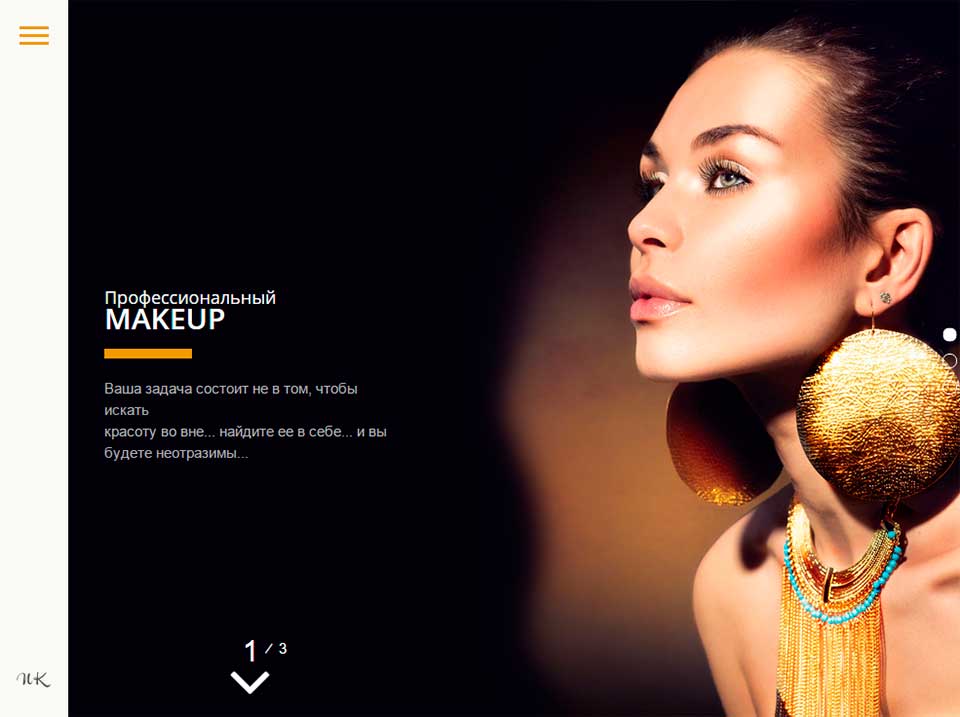 Профессиональный
MAKEUP
Ваша задача состоит не в том, чтобы
искать
красоту во вне... найдите ее в себе... и вы
будете неотразимы...
1 / 3
ИК